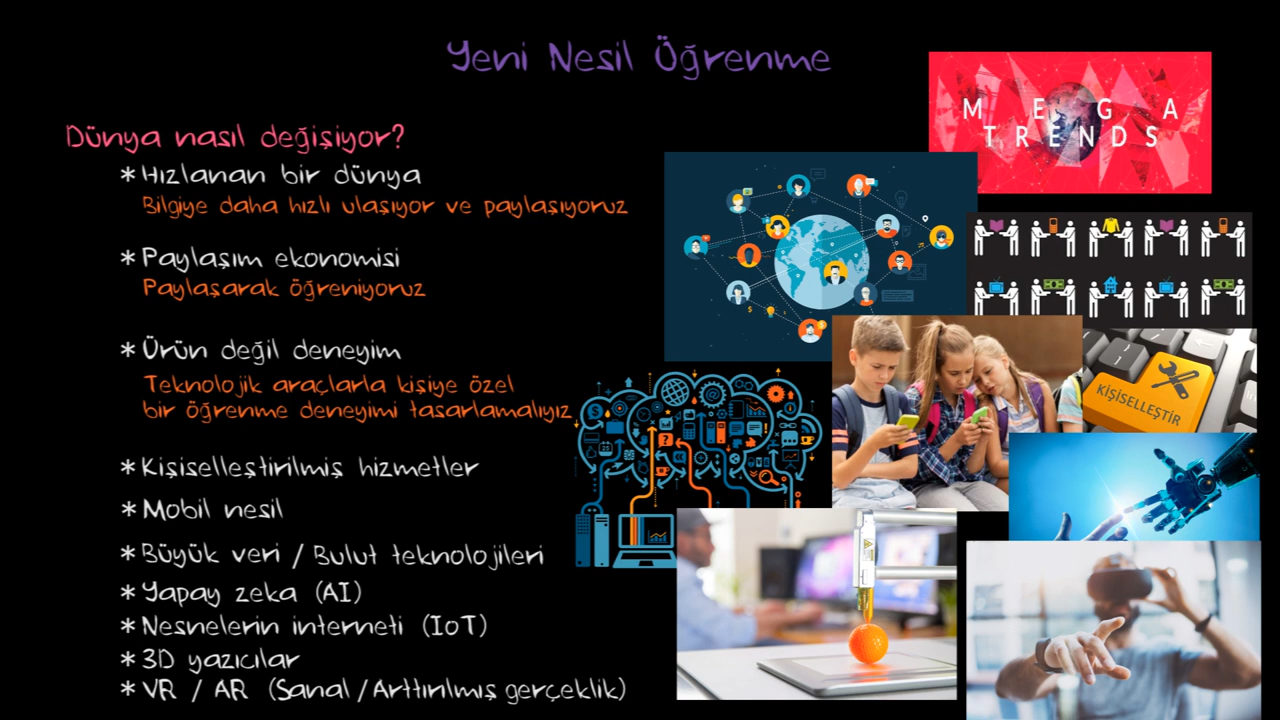 Yeni Nesil Öğrenme
MEGA
TRENDS
Dünya nasıl değişiyor?
* Hızlanan bir dünya
Bilgiye daha hızlı ulaşıyor ve paylaşıyoruz
* Paylaşım ekonomisi
Paylaşarak öğreniyoruz
* Ürün değil deneyim
Teknolojik araçlarla kişiye özel
bir öğrenme deneyimi tasarlamalıyız
KİŞİSELLEŞTİR
* Kişiselleştirilmiş hizmetler
* Mobil nesil
* Büyük veri / Bulut teknolojileri
* Yapay zeka (AI)
* Nesnelerin interneti (IoT)
* 3D yazıcılar
* VR / AR (Sanal / Arttırılmış gerçeklik)